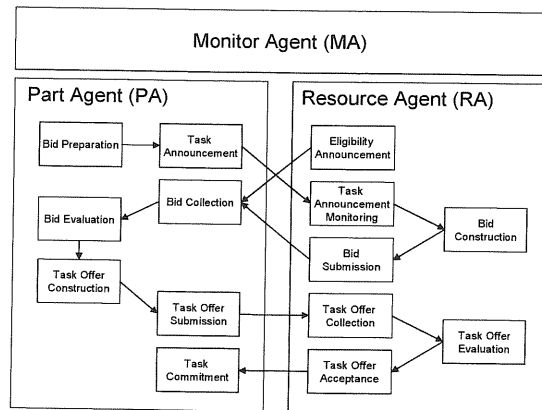 Monitor Agent (MA)
Part Agent (PA)
Bid Preparation
Task
Announcement
Bid Collection
Bid Evaluation
Task Offer
Construction
Task Offer
Submission
Task
Commitment
Resource Agent (RA)
Eligibility
Announcement
Task
Announcement
Monitoring
Bid
Construction
Bid
Submission
Task Offer
Collection
Task Offer
Evaluation
Task Offer
Acceptance